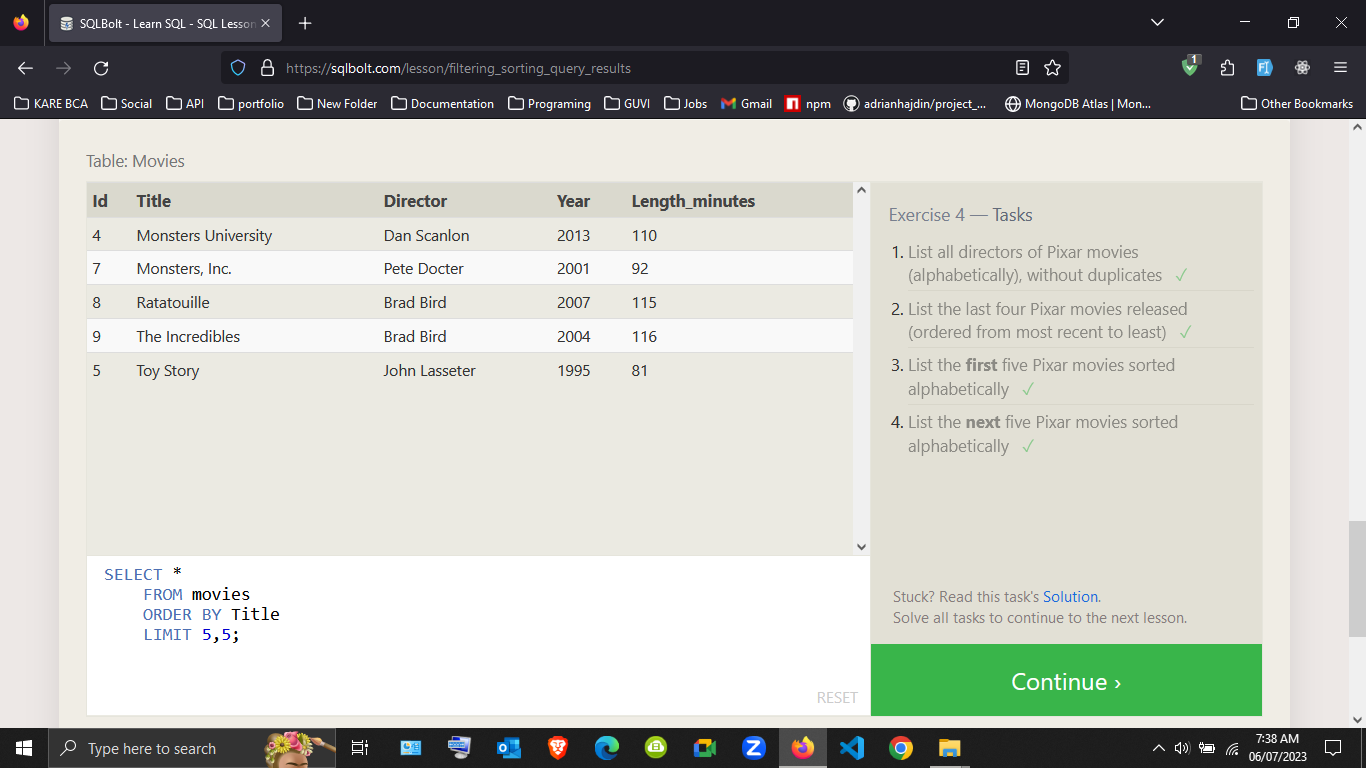 SQLBolt - Learn SQL - SQL Lesson
https://sqlbolt.com/lesson/filtering_sorting_query_results
1
KARE BCA Social API portfolio New Folder Documentation Programing GUVI Jobs Gmail npm adrianhajdin/project_... MongoDB Atlas | Mon... Other Bookmarks
Table: Movies
Id Title Director Year Length_minutes
4 Monsters University Dan Scanlon 2013 110
7 Monsters, Inc. Pete Docter 2001 92
8 Ratatouille Brad Bird 2007 115
9 The Incredibles Brad Bird 2004 116
5 Toy Story John Lasseter 1995 81
SELECT *
FROM movies
ORDER BY Title
LIMIT 5,5;
RESET
Exercise 4 — Tasks
1. List all directors of Pixar movies
(alphabetically), without duplicates ✓
2. List the last four Pixar movies released
(ordered from most recent to least) ✓
3. List the first five Pixar movies sorted
alphabetically ✓
4. List the next five Pixar movies sorted
alphabetically ✓
Stuck? Read this task's Solution.
Solve all tasks to continue to the next lesson.
Continue ›
Type here to search
7:38 AM
06/07/2023